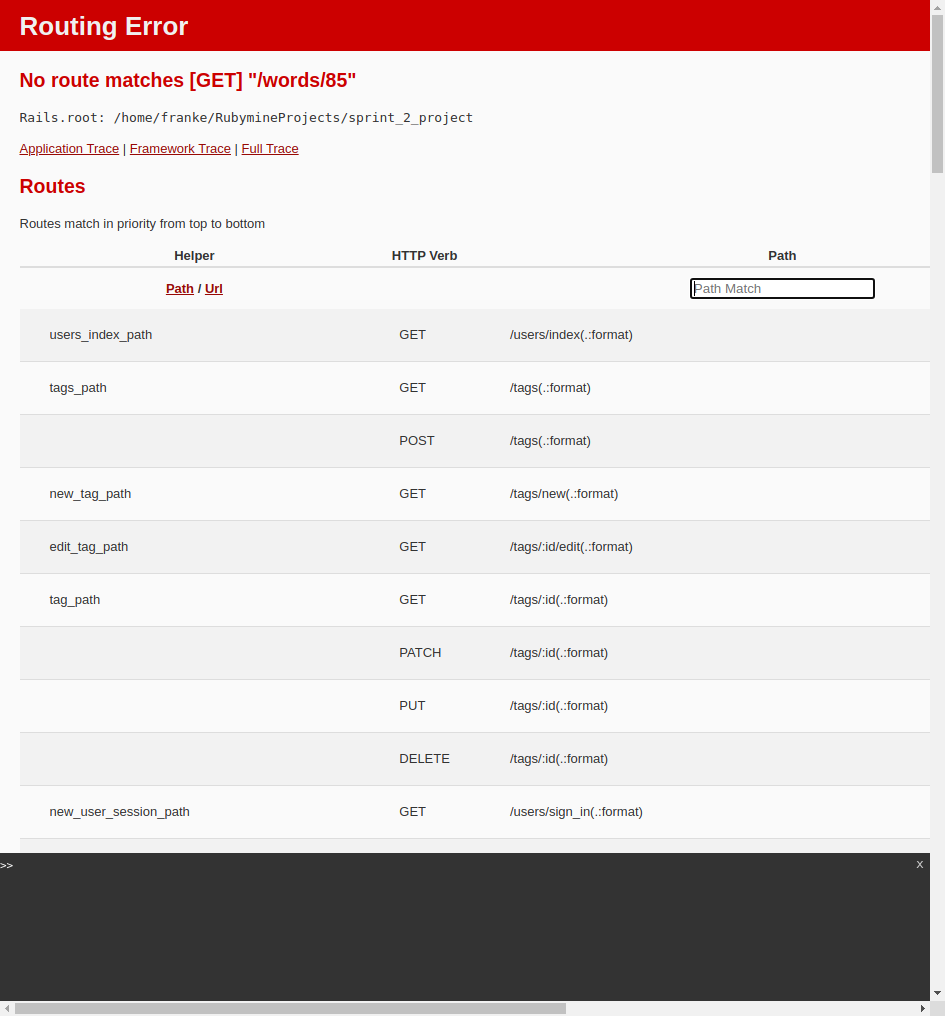 Routing Error
No route matches [GET] "/words/85"
Rails.root: /home/franke/RubymineProjects/sprint_2_project
Application Trace | Framework Trace | Full Trace
Routes
Routes match in priority from top to bottom
Helper HTTP Verb Path
Path / Url Path Match
users_index_path GET /users/index(.:format)
tags_path GET /tags(.:format)
POST /tags(.:format)
new_tag_path GET /tags/new(.:format)
edit_tag_path GET /tags/:id/edit(.:format)
tag_path GET /tags/:id(.:format)
PATCH /tags/:id(.:format)
PUT /tags/:id(.:format)
DELETE /tags/:id(.:format)
new_user_session_path GET /users/sign_in(.:format)
>> x